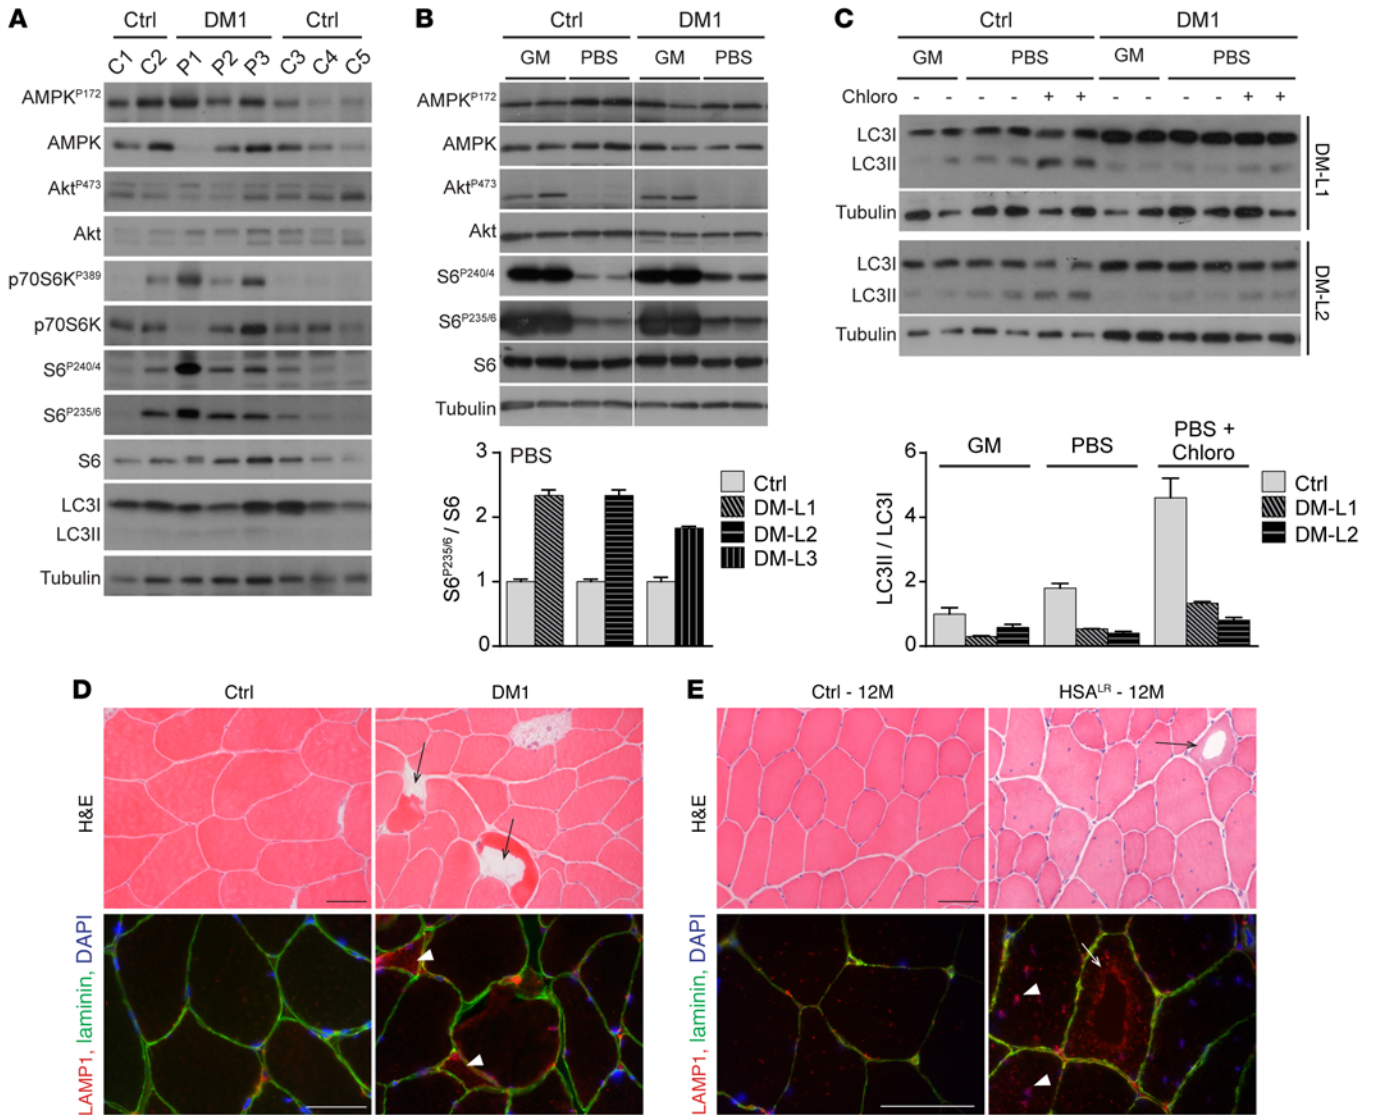 A
Ctrl DM1 Ctrl
C1 C2 P1 P2 P3 C3 C4 C5
AMPKP172
AMPK
AktP473
Akt
p70S6KP389
p70S6K
S6P240/4
S6P235/6
S6
LC3I
LC3II
Tubulin
B
Ctrl DM1
GM PBS GM PBS
AMPKP172
AMPK
AktP473
Akt
S6P240/4
S6P235/6
S6
Tubulin
3
2
1
0
S6P235/6 / S6
PBS
Ctrl
DM-L1
DM-L2
DM-L3
C
Ctrl DM1
GM PBS GM PBS
Chloro - - - - + + - - - - + +
LC3I
LC3II
Tubulin
DM-L1
LC3I
LC3II
Tubulin
DM-L2
6
4
2
0
LC3II / LC3I
GM PBS PBS +
Chloro
Ctrl
DM-L1
DM-L2
D
Ctrl DM1
H&E
LAMP1, laminin, DAPI
E
Ctrl - 12M HSALR - 12M
H&E
LAMP1, laminin, DAPI